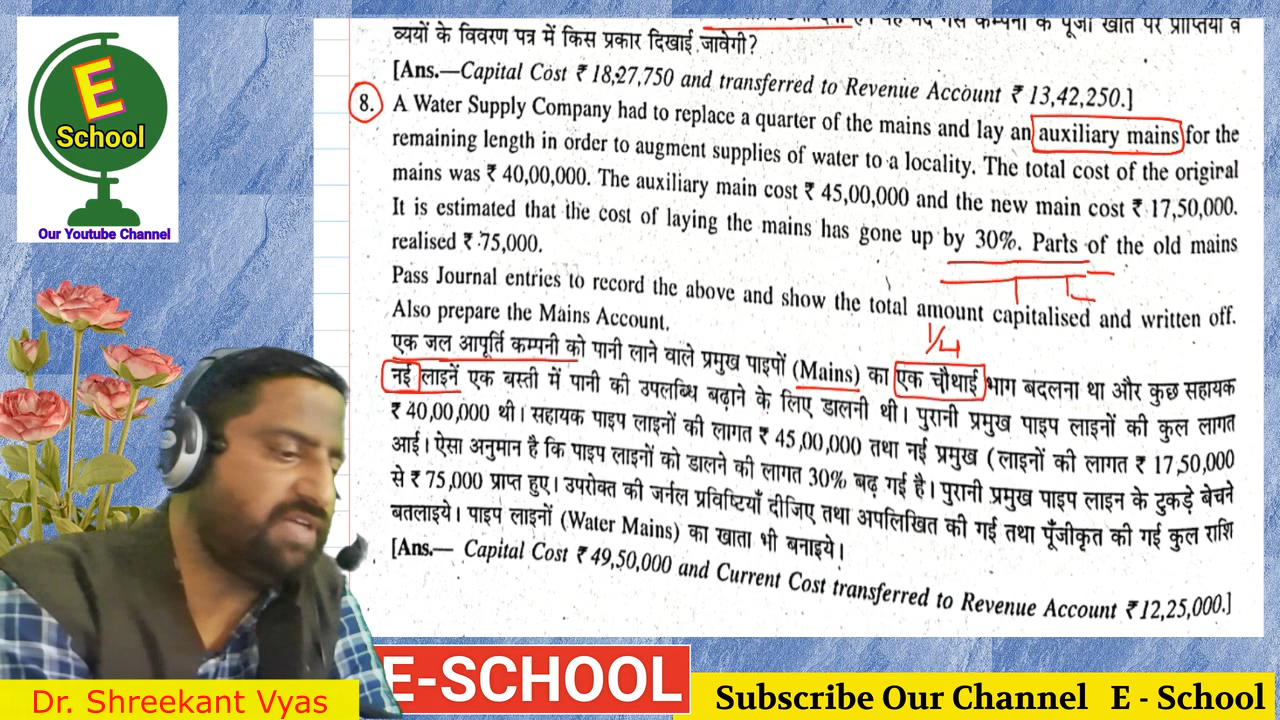 E
School
Our Youtube Channel
व्ययों के विवरण पत्र में किस प्रकार दिखाई जावेगी?
[Ans.—Capital Cost ₹ 18,27,750 and transferred to Revenue Account ₹ 13,42,250.]
8. A Water Supply Company had to replace a quarter of the mains and lay an auxiliary mains for the
remaining length in order to augment supplies of water to a locality. The total cost of the original
mains was ₹ 40,00,000. The auxiliary main cost ₹ 45,00,000 and the new main cost ₹ 17,50,000.
It is estimated that the cost of laying the mains has gone up by 30%. Parts of the old mains
realised ₹ 75,000.
Pass Journal entries to record the above and show the total amount capitalised and written off.
Also prepare the Mains Account.
1/4
एक जल आपूर्ति कम्पनी को पानी लाने वाले प्रमुख पाइपों (Mains) का एक चौथाई भाग बदलना था और कुछ सहायक
नई लाइनें एक बस्ती में पानी की उपलब्धि बढ़ाने के लिए डालनी थी। पुरानी प्रमुख पाइप लाइनों की कुल लागत
₹ 40,00,000 थी। सहायक पाइप लाइनों की लागत ₹ 45,00,000 तथा नई प्रमुख (लाइनों की लागत ₹ 17,50,000
आई। ऐसा अनुमान है कि पाइप लाइनों को डालने की लागत 30% बढ़ गई है। पुरानी प्रमुख पाइप लाइन के टुकड़े बेचने
से ₹ 75,000 प्राप्त हुए। उपरोक्त की जर्नल प्रविष्टियाँ दीजिए तथा अपलिखित की गई तथा पूँजीकृत की गई कुल राशि
बतलाइये। पाइप लाइनों (Water Mains) का खाता भी बनाइये।
[Ans.— Capital Cost ₹ 49,50,000 and Current Cost transferred to Revenue Account ₹ 12,25,000.]
E-SCHOOL
Dr. Shreekant Vyas
Subscribe Our Channel E - School